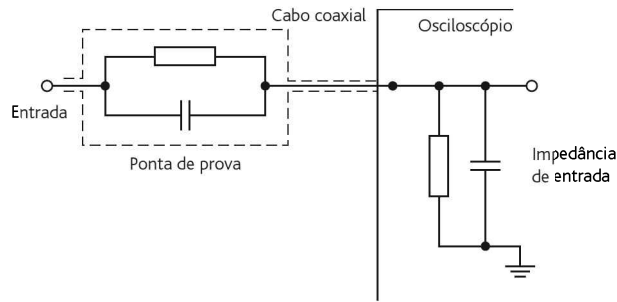 Cabo coaxial
Osciloscópio
Entrada
Ponta de prova
Impedância
de entrada